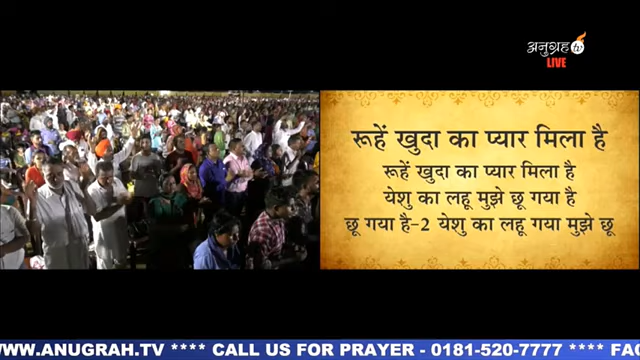 अनुग्रह tv
LIVE
रूहें खुदा का प्यार मिला है
रूहें खुदा का प्यार मिला है
येशु का लहू मुझे छू गया है
छू गया है-2 येशु का लहू गया मुझे छू
WWW.ANUGRAH.TV **** CALL US FOR PRAYER - 0181-520-7777 **** FAC